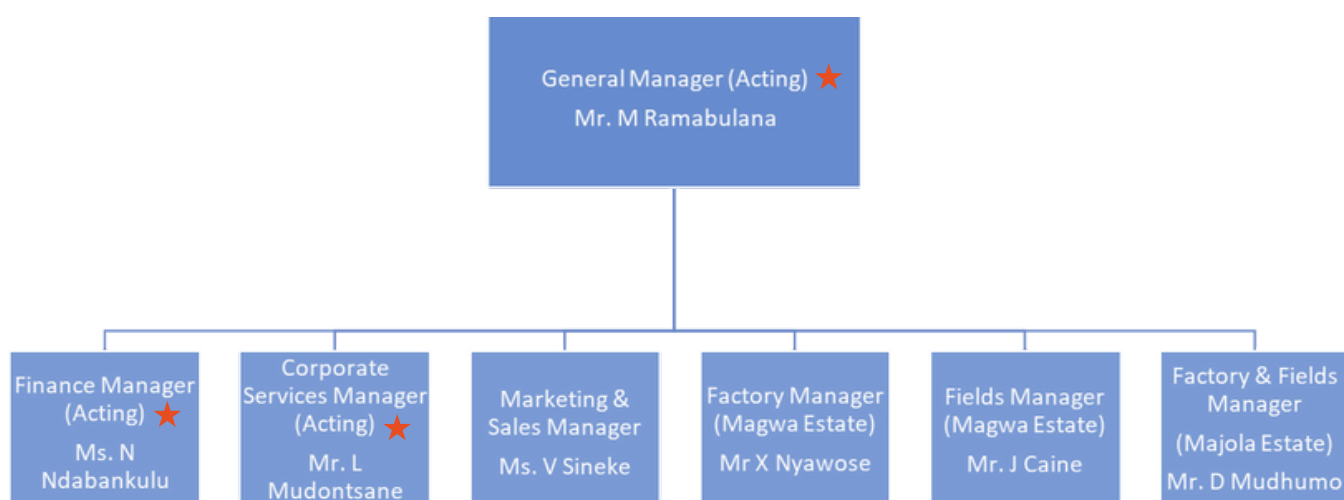 General Manager (Acting)
Mr. M Ramabulana
Finance Manager
(Acting)
Ms. N
Ndabankulu
Corporate
Services Manager
(Acting)
Mr. L
Mudontsane
Marketing &
Sales Manager
Ms. V Sineke
Factory Manager
(Magwa Estate)
Mr X Nyawose
Fields Manager
(Magwa Estate)
Mr. J Caine
Factory & Fields
Manager
(Majola Estate)
Mr. D Mudhumo